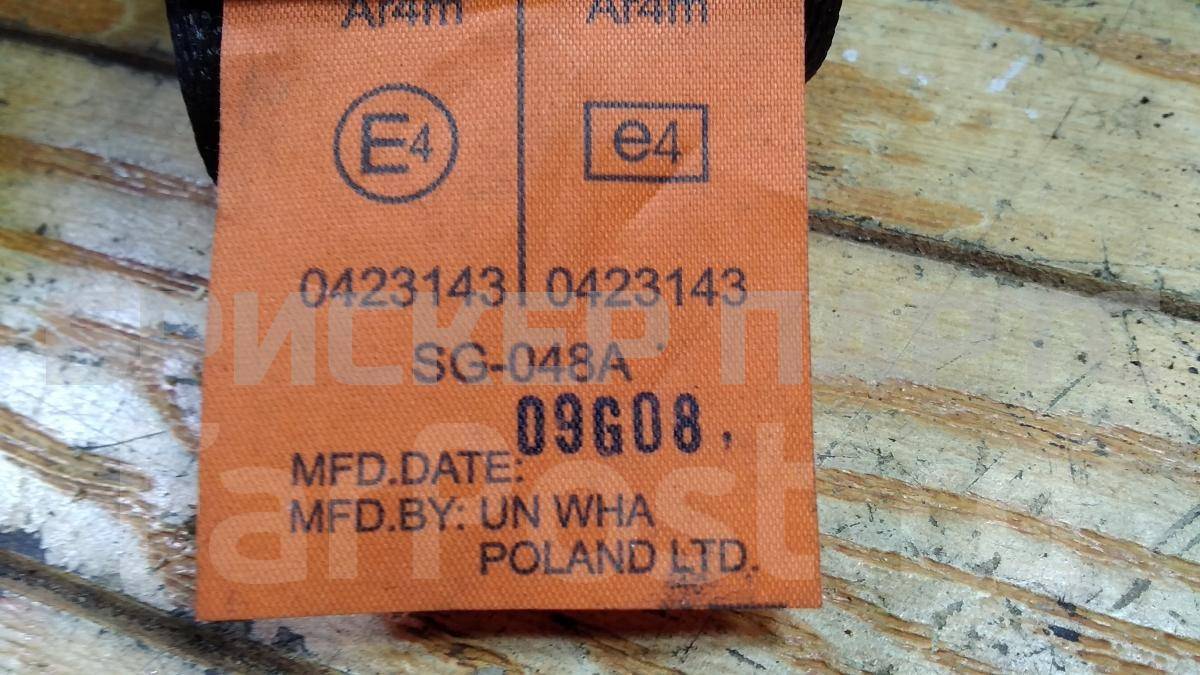 Ar4m Ar4m
E4 e4
0423143 0423143
SG-048A
09G08
MFD.DATE:
MFD.BY: UN WHA
POLAND LTD.